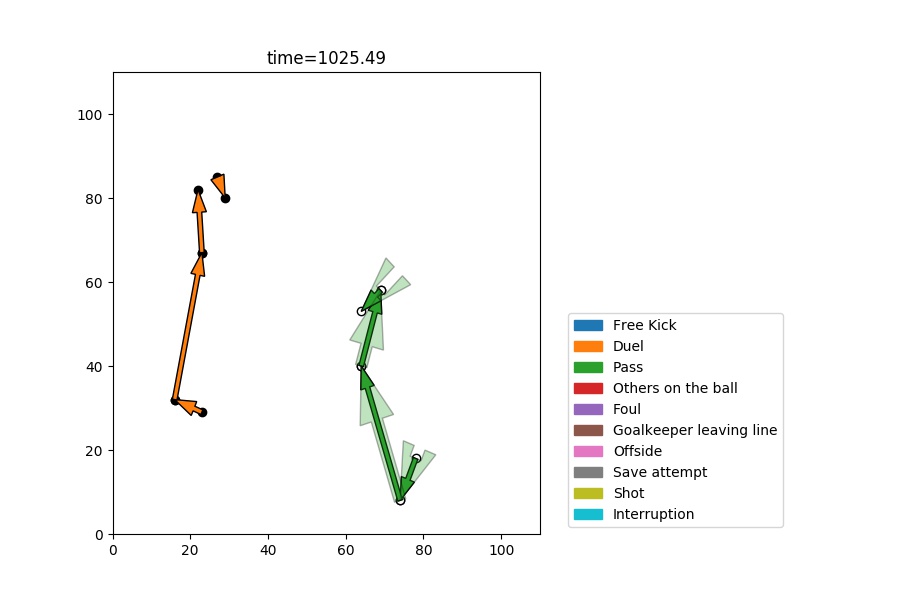 time=1025.49
100
80
60
40
20
0
0 20 40 60 80 100
Free Kick
Duel
Pass
Others on the ball
Foul
Goalkeeper leaving line
Offside
Save attempt
Shot
Interruption